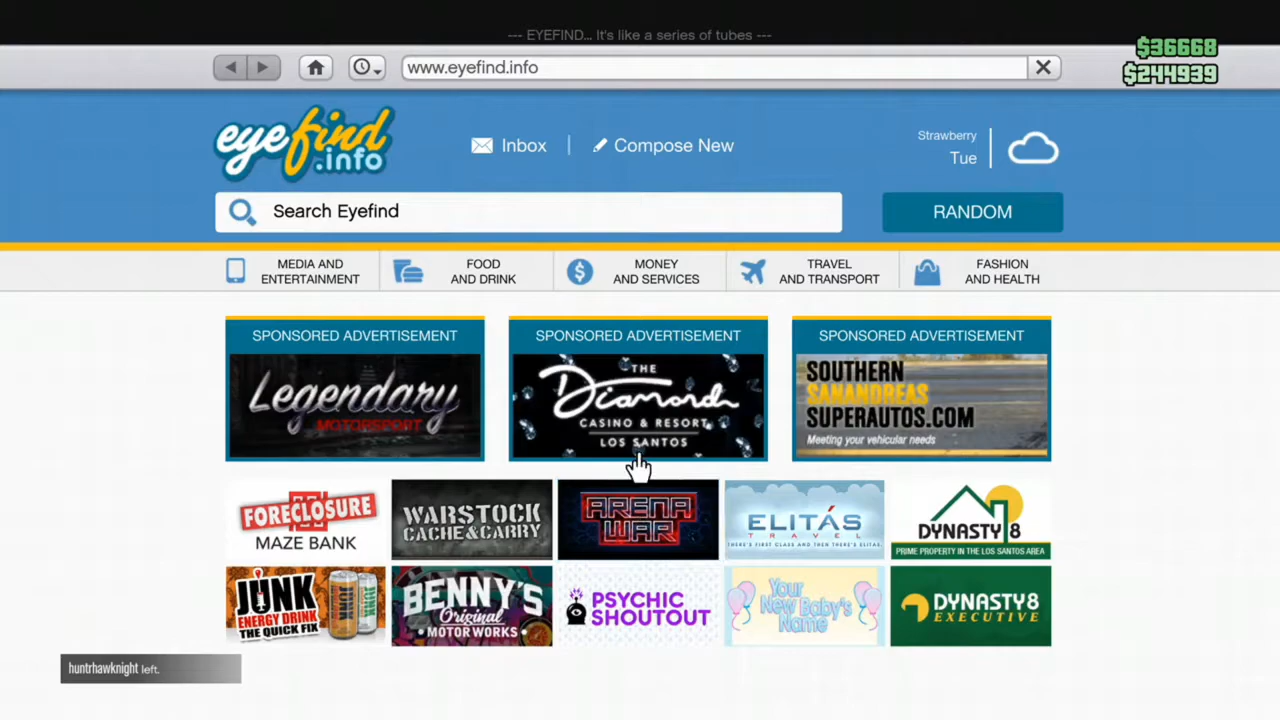 --- EYEFIND... It's like a series of tubes ---
$36668
www.eyefind.info
$244939
eyefind
.info
Inbox
Compose New
Strawberry
Tue
Search Eyefind
RANDOM
MEDIA AND
ENTERTAINMENT
FOOD
AND DRINK
MONEY
AND SERVICES
TRAVEL
AND TRANSPORT
FASHION
AND HEALTH
SPONSORED ADVERTISEMENT
Legendary
MOTORSPORT
SPONSORED ADVERTISEMENT
THE
Diamond
CASINO & RESORT
LOS SANTOS
SPONSORED ADVERTISEMENT
SOUTHERN
SANANDREAS
SUPERAUTOS.COM
Meeting your vehicular needs
FORECLOSURE
MAZE BANK
WARSTOCK
CACHE&CARRY
ARENA
WAR
ELITÁS
TRAVEL
THERE'S FIRST CLASS AND THEN THERE'S ELITAS.
DYNASTY 8
PRIME PROPERTY IN THE LOS SANTOS AREA
JUNK
ENERGY DRINK
THE QUICK FIX
JUNK
JUNK
BENNY'S
Original
MOTOR WORKS
PSYCHIC
SHOUTOUT
Your
New Baby's
Name
DYNASTY 8
EXECUTIVE
huntrhawknight left.